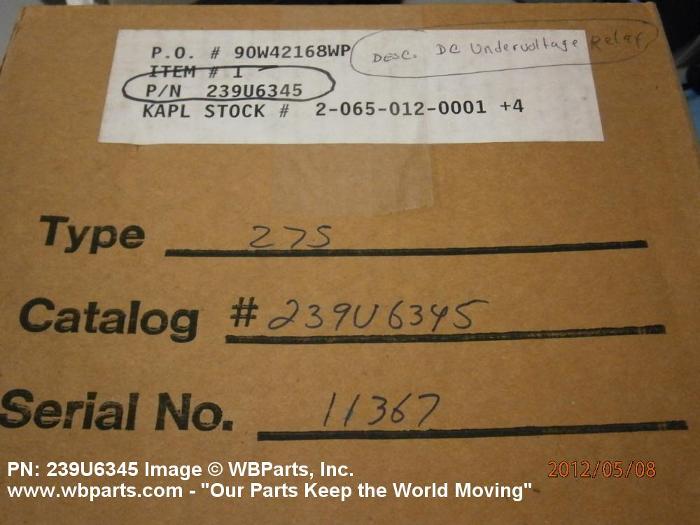 P.O. # 90W42168WP
DESC. DC Undervoltage Relay
ITEM # 1
P/N 239U6345
KAPL STOCK # 2-065-012-0001 +4
Type 27S
Catalog # 239U6345
Serial No. 11367
PN: 239U6345 Image © WBParts, Inc.
2012/05/08
www.wbparts.com - "Our Parts Keep the World Moving"